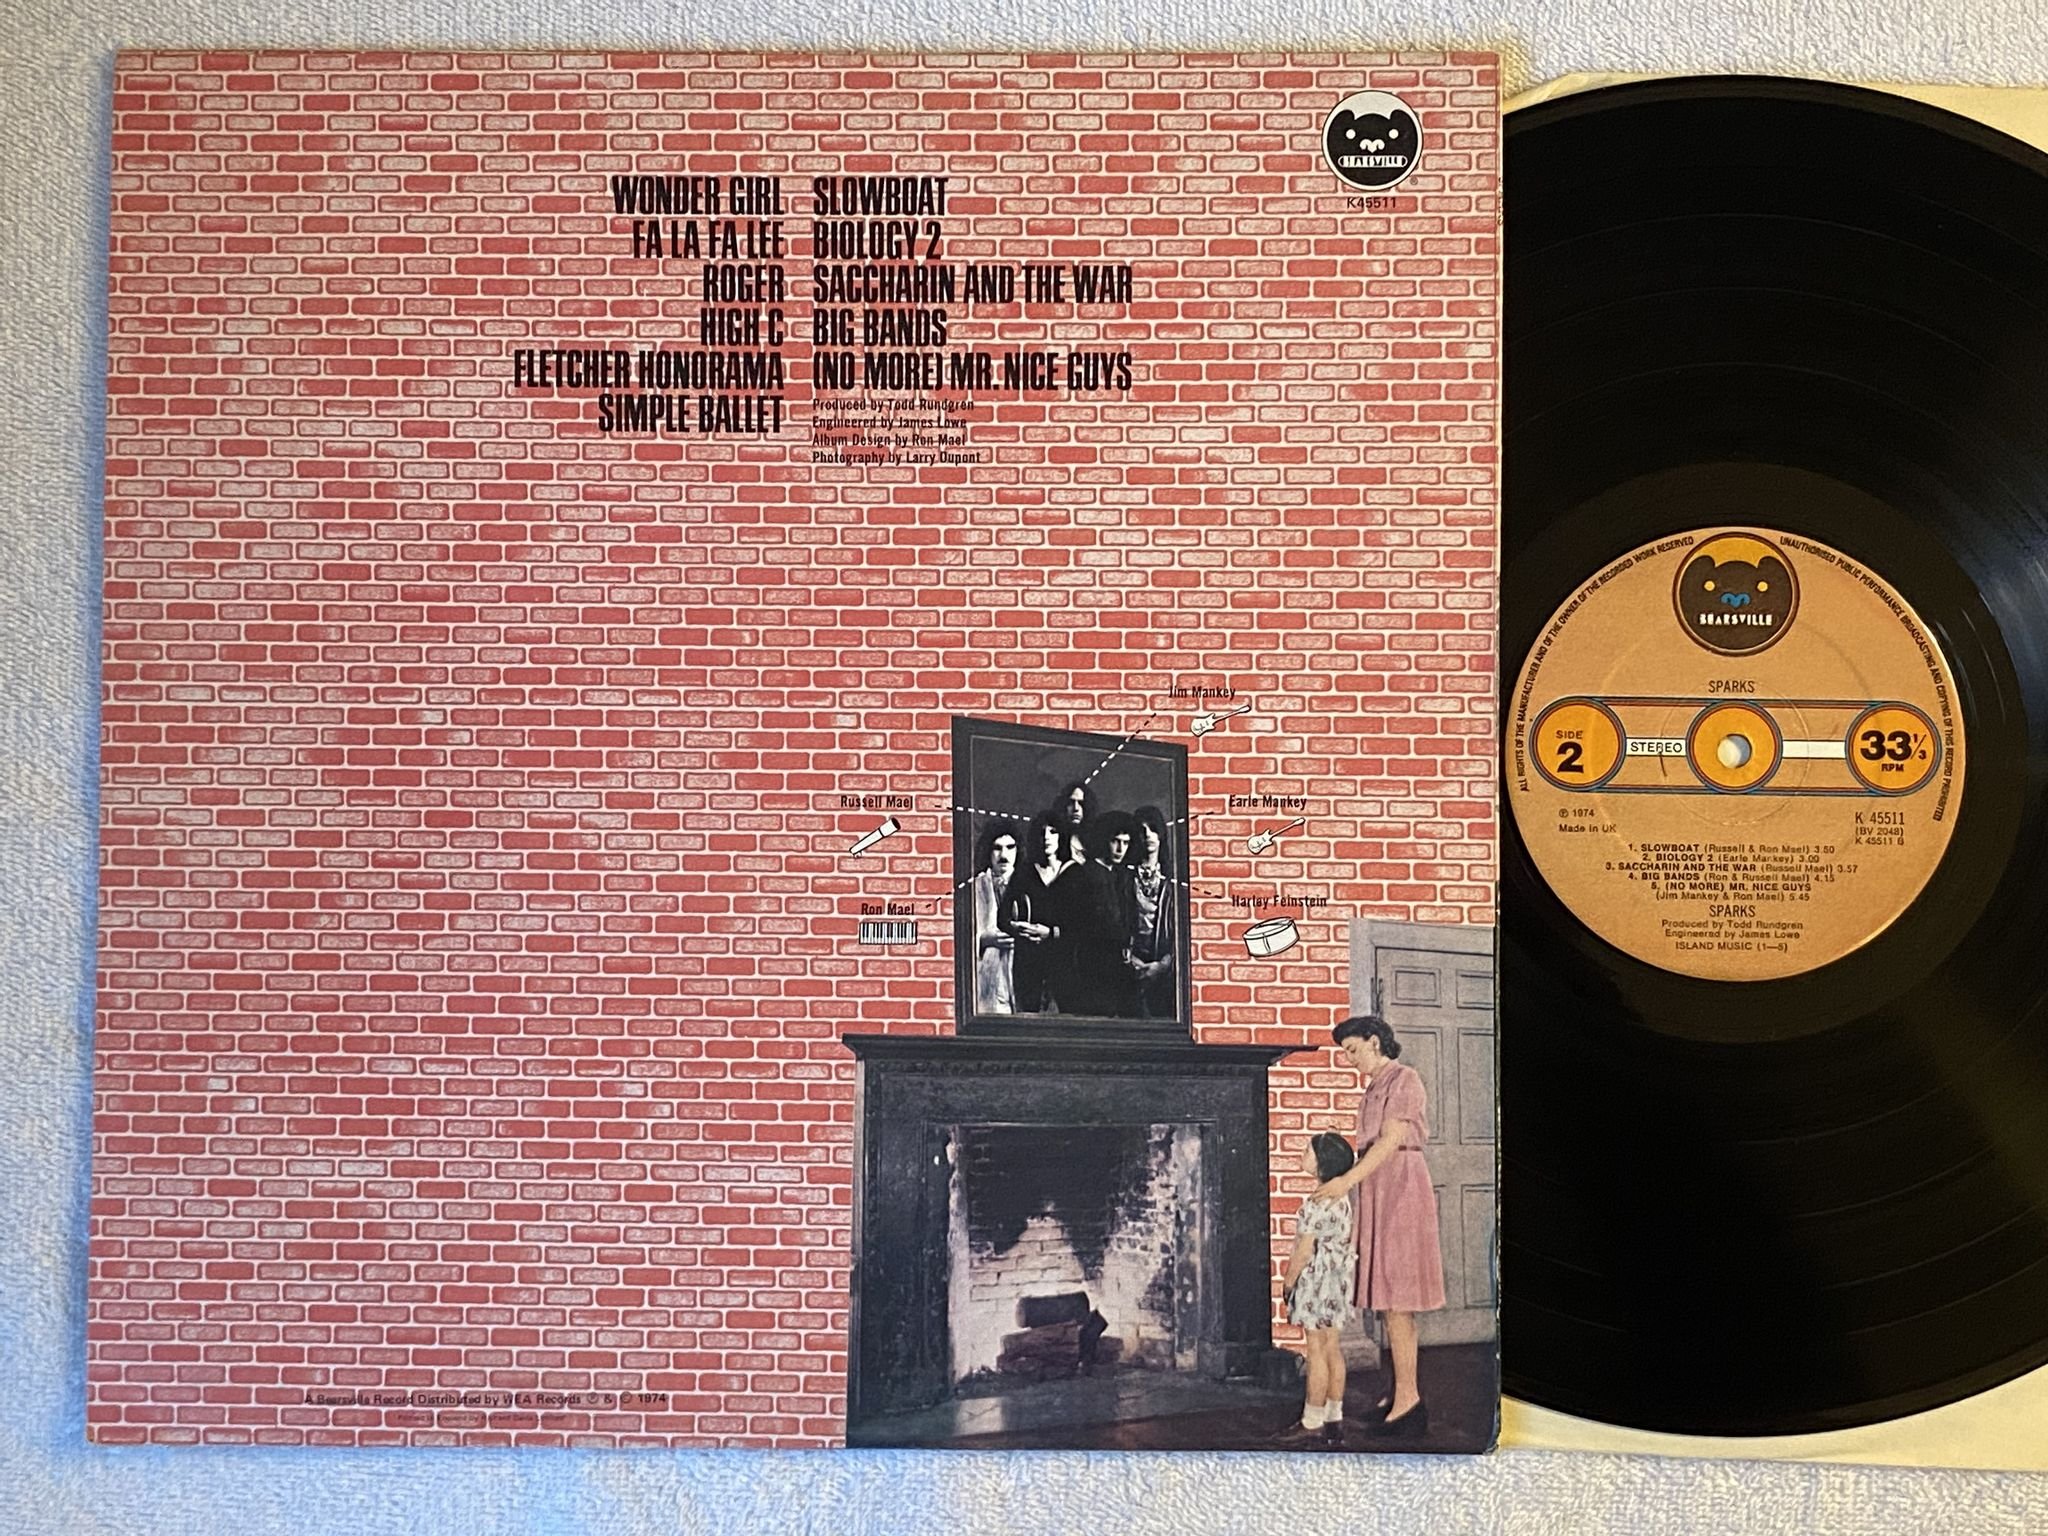 WONDER GIRL
FA LA FA LEE
ROGER
HIGH C
FLETCHER HONORAMA
SIMPLE BALLET
SLOWBOAT
BIOLOGY 2
SACCHARIN AND THE WAR
BIG BANDS
(NO MORE) MR. NICE GUYS
Produced by Todd Rundgren
Engineered by James Lowe
Album Design by Ron Mael
Photography by Larry Dupont
BEARSVILLE
K45511
Jim Mankey
Russell Mael
Earle Mankey
Ron Mael
Harley Feinstein
A Bearsville Record Distributed by WEA Records ℗ & © 1974
ALL RIGHTS OF THE MANUFACTURER AND OF THE OWNER OF THE RECORDED WORK RESERVED
UNAUTHORISED PUBLIC PERFORMANCE BROADCASTING AND COPYING OF THIS RECORD PROHIBITED
BEARSVILLE
SPARKS
SIDE
2
STEREO
33 1/3
RPM
℗ 1974
Made in UK
K 45511
(BV 2048)
K 45511 B
1. SLOWBOAT (Russell & Ron Mael) 3.50
2. BIOLOGY 2 (Earle Mankey) 3.00
3. SACCHARIN AND THE WAR (Russell Mael) 3.57
4. BIG BANDS (Ron & Russell Mael) 4.15
5. (NO MORE) MR. NICE GUYS
(Jim Mankey & Ron Mael) 5.45
SPARKS
Produced by Todd Rundgren
Engineered by James Lowe
ISLAND MUSIC (1—5)